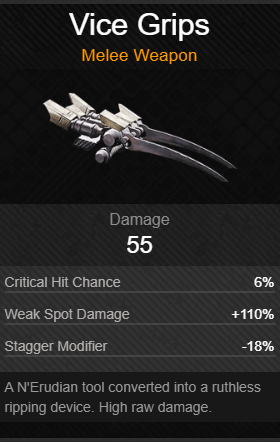 Vice Grips
Melee Weapon
Damage
55
Critical Hit Chance 6%
Weak Spot Damage +110%
Stagger Modifier -18%
A N'Erudian tool converted into a ruthless
ripping device. High raw damage.